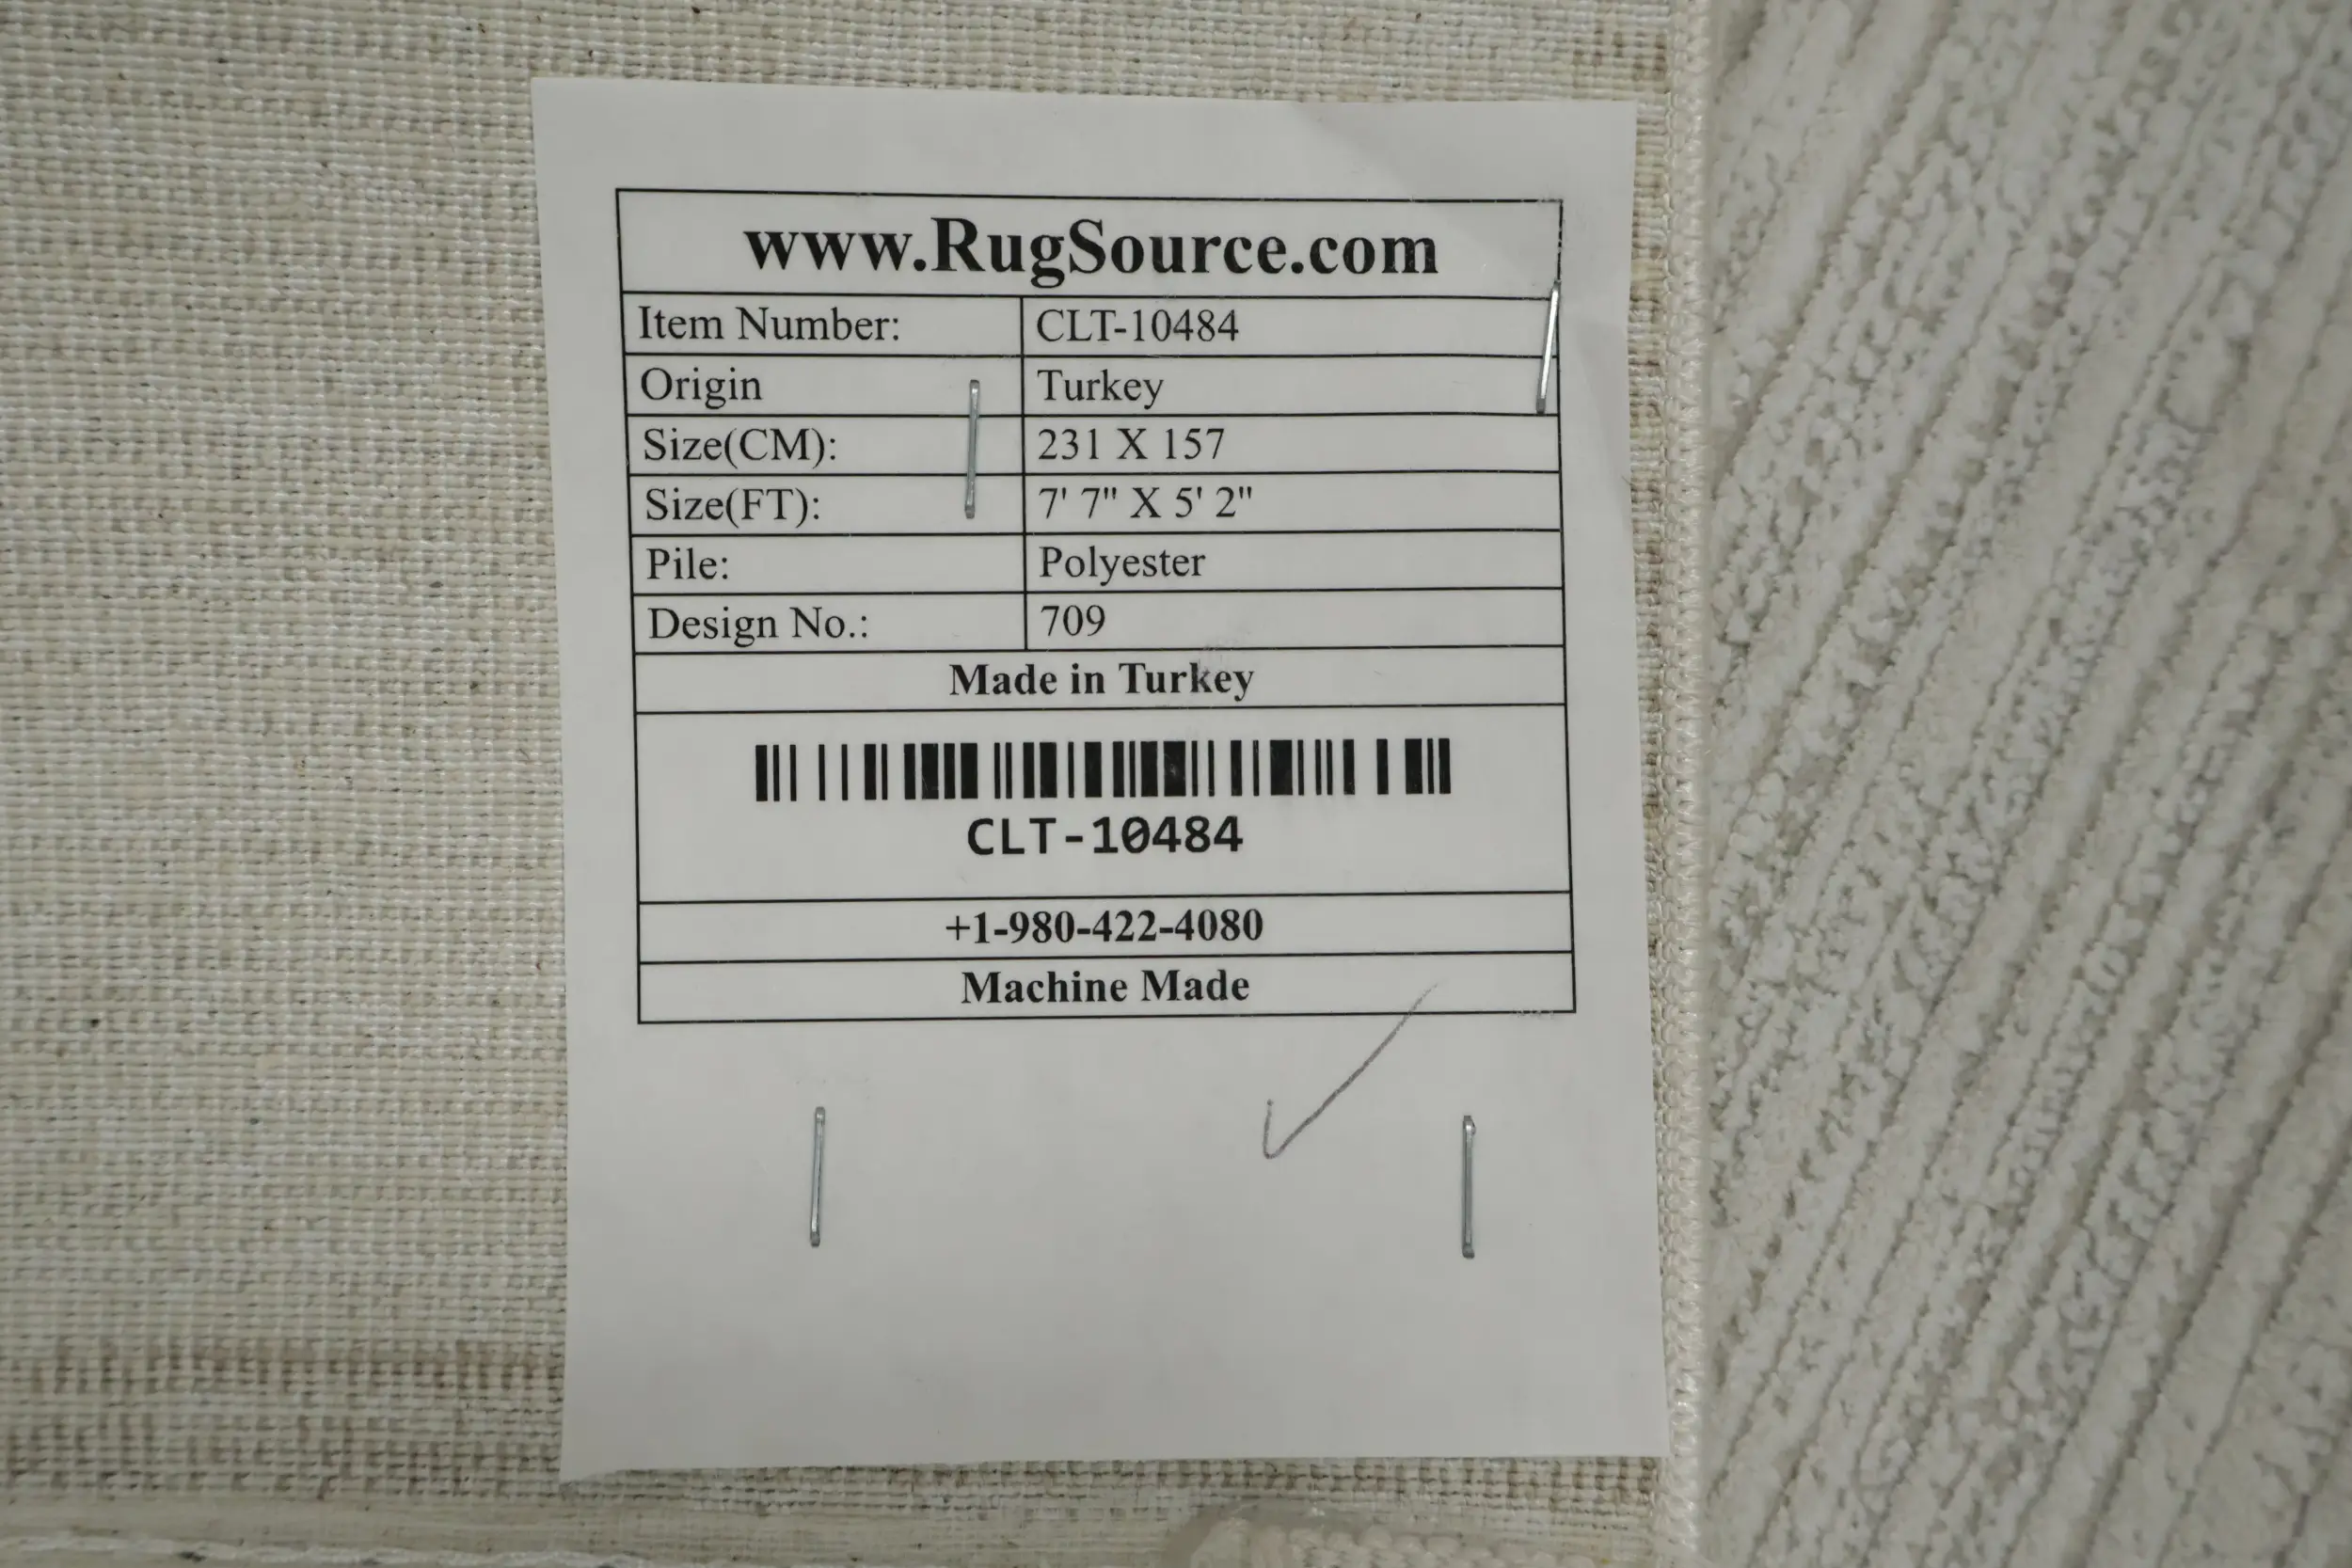 www.RugSource.com
Item Number: CLT-10484
Origin Turkey
Size(CM): 231 X 157
Size(FT): 7' 7" X 5' 2"
Pile: Polyester
Design No.: 709
Made in Turkey
CLT-10484
+1-980-422-4080
Machine Made